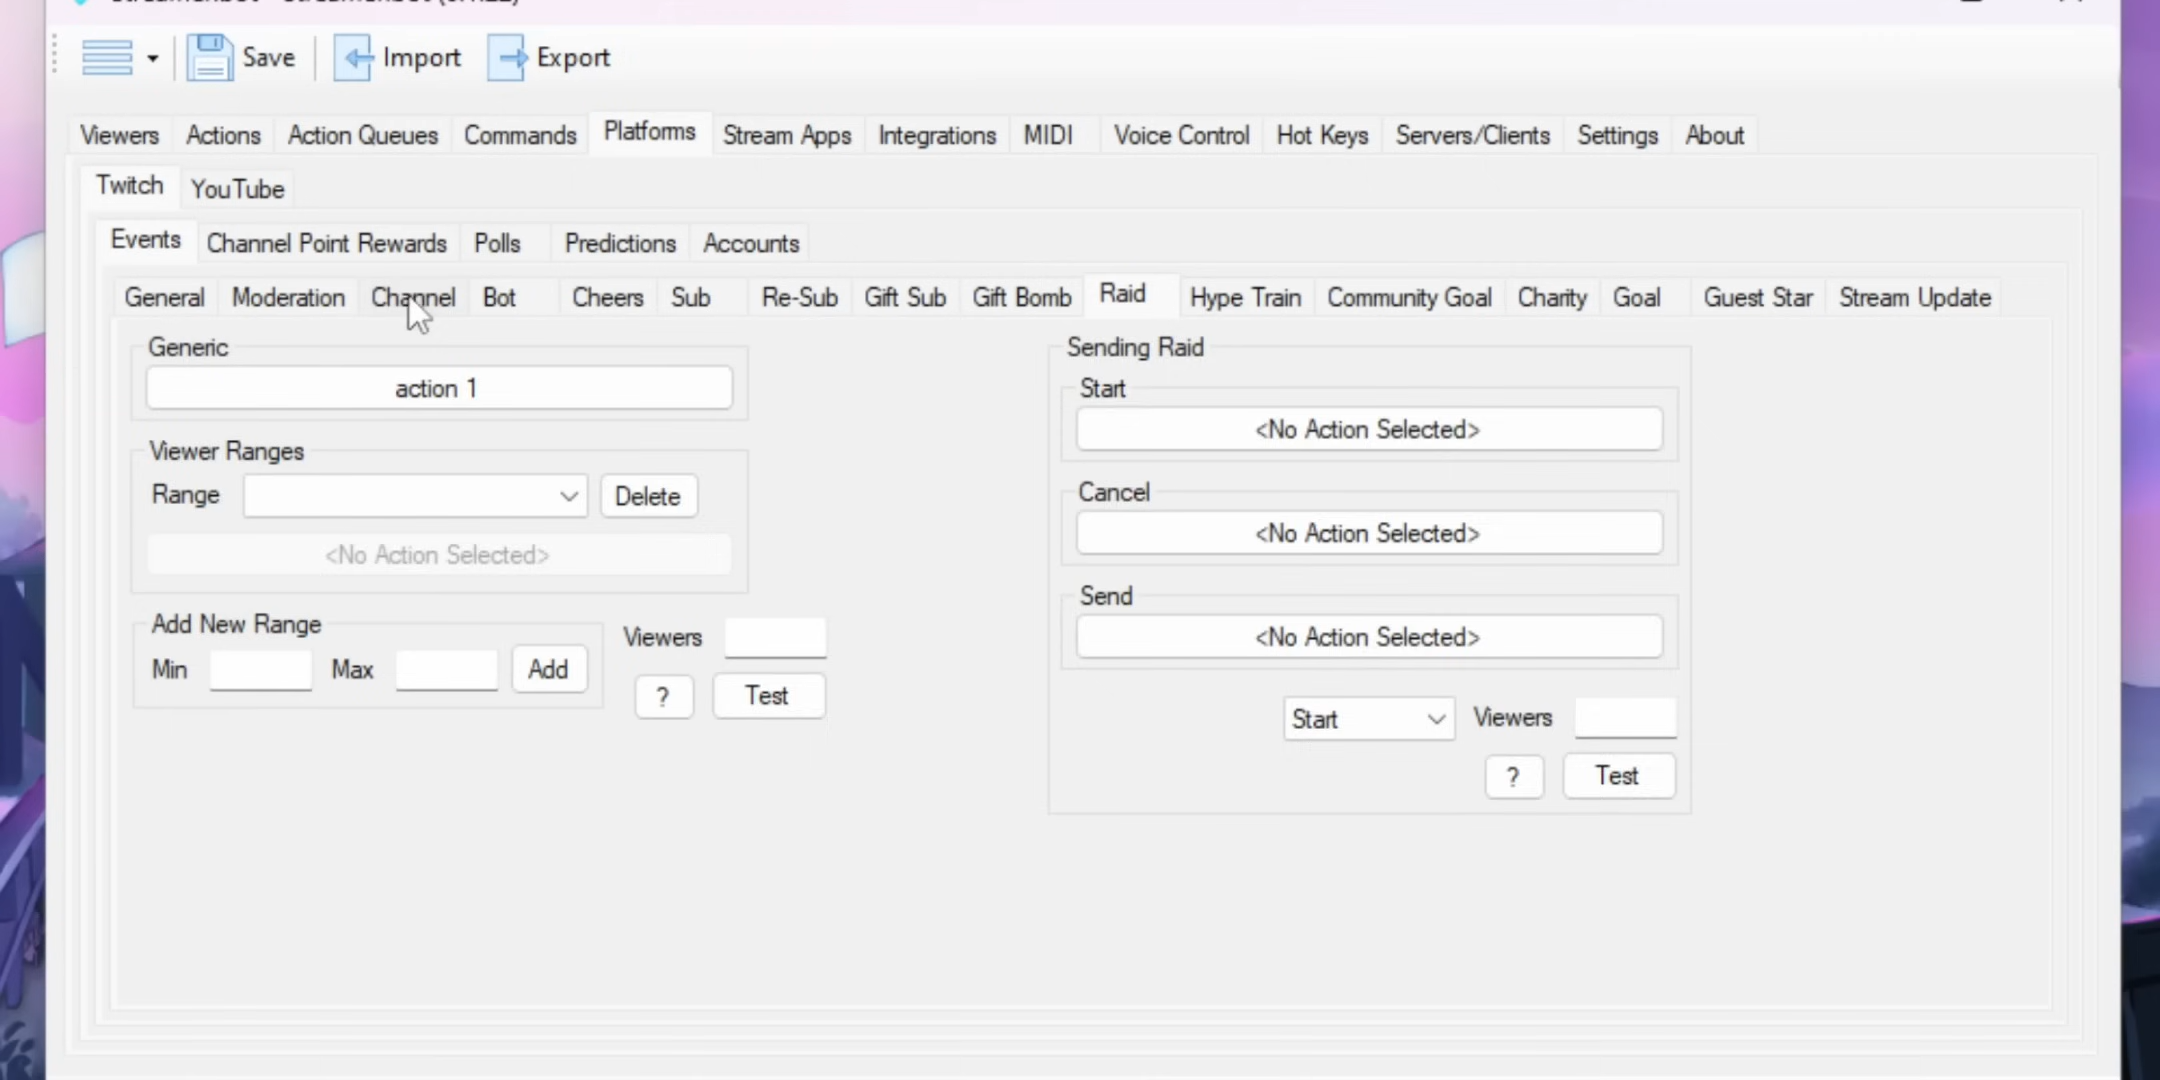 Save Import Export
Viewers Actions Action Queues Commands Platforms Stream Apps Integrations MIDI Voice Control Hot Keys Servers/Clients Settings About
Twitch YouTube
Events Channel Point Rewards Polls Predictions Accounts
General Moderation Channel Bot Cheers Sub Re-Sub Gift Sub Gift Bomb Raid Hype Train Community Goal Charity Goal Guest Star Stream Update
Generic
action 1
Viewer Ranges
Range Delete
<No Action Selected>
Add New Range
Min Max Add
Viewers
? Test
Sending Raid
Start
<No Action Selected>
Cancel
<No Action Selected>
Send
<No Action Selected>
Start Viewers
? Test